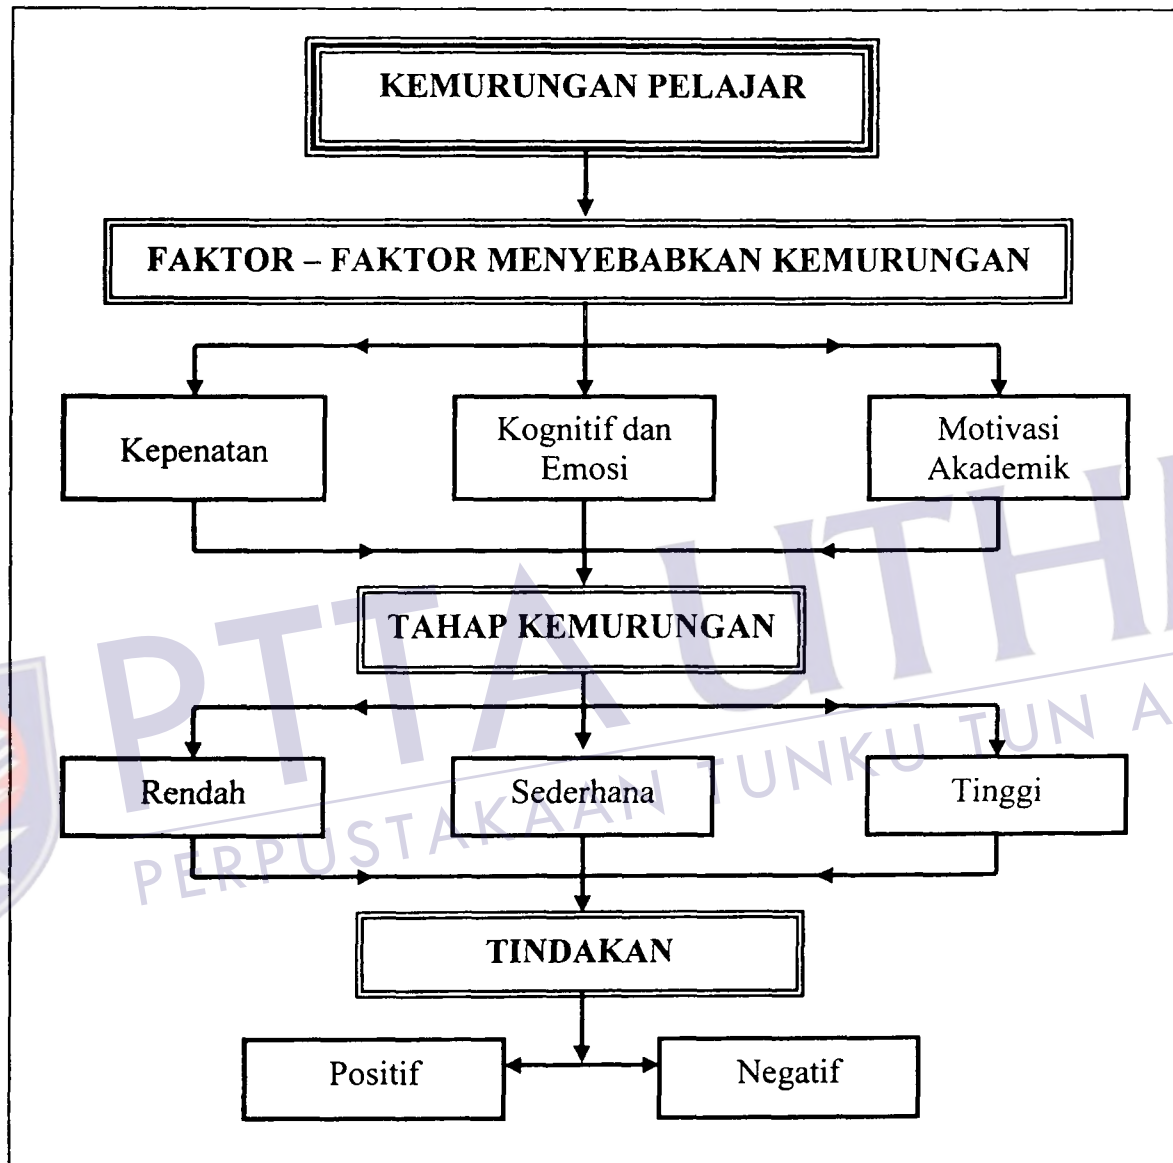 KEMURUNGAN PELAJAR
FAKTOR – FAKTOR MENYEBABKAN KEMURUNGAN
Kepenatan
Kognitif dan
Emosi
Motivasi
Akademik
TAHAP KEMURUNGAN
Rendah
Sederhana
Tinggi
TINDAKAN
Positif
Negatif
PTTA UTH
PERPUSTAKAAN TUNKU TUN A